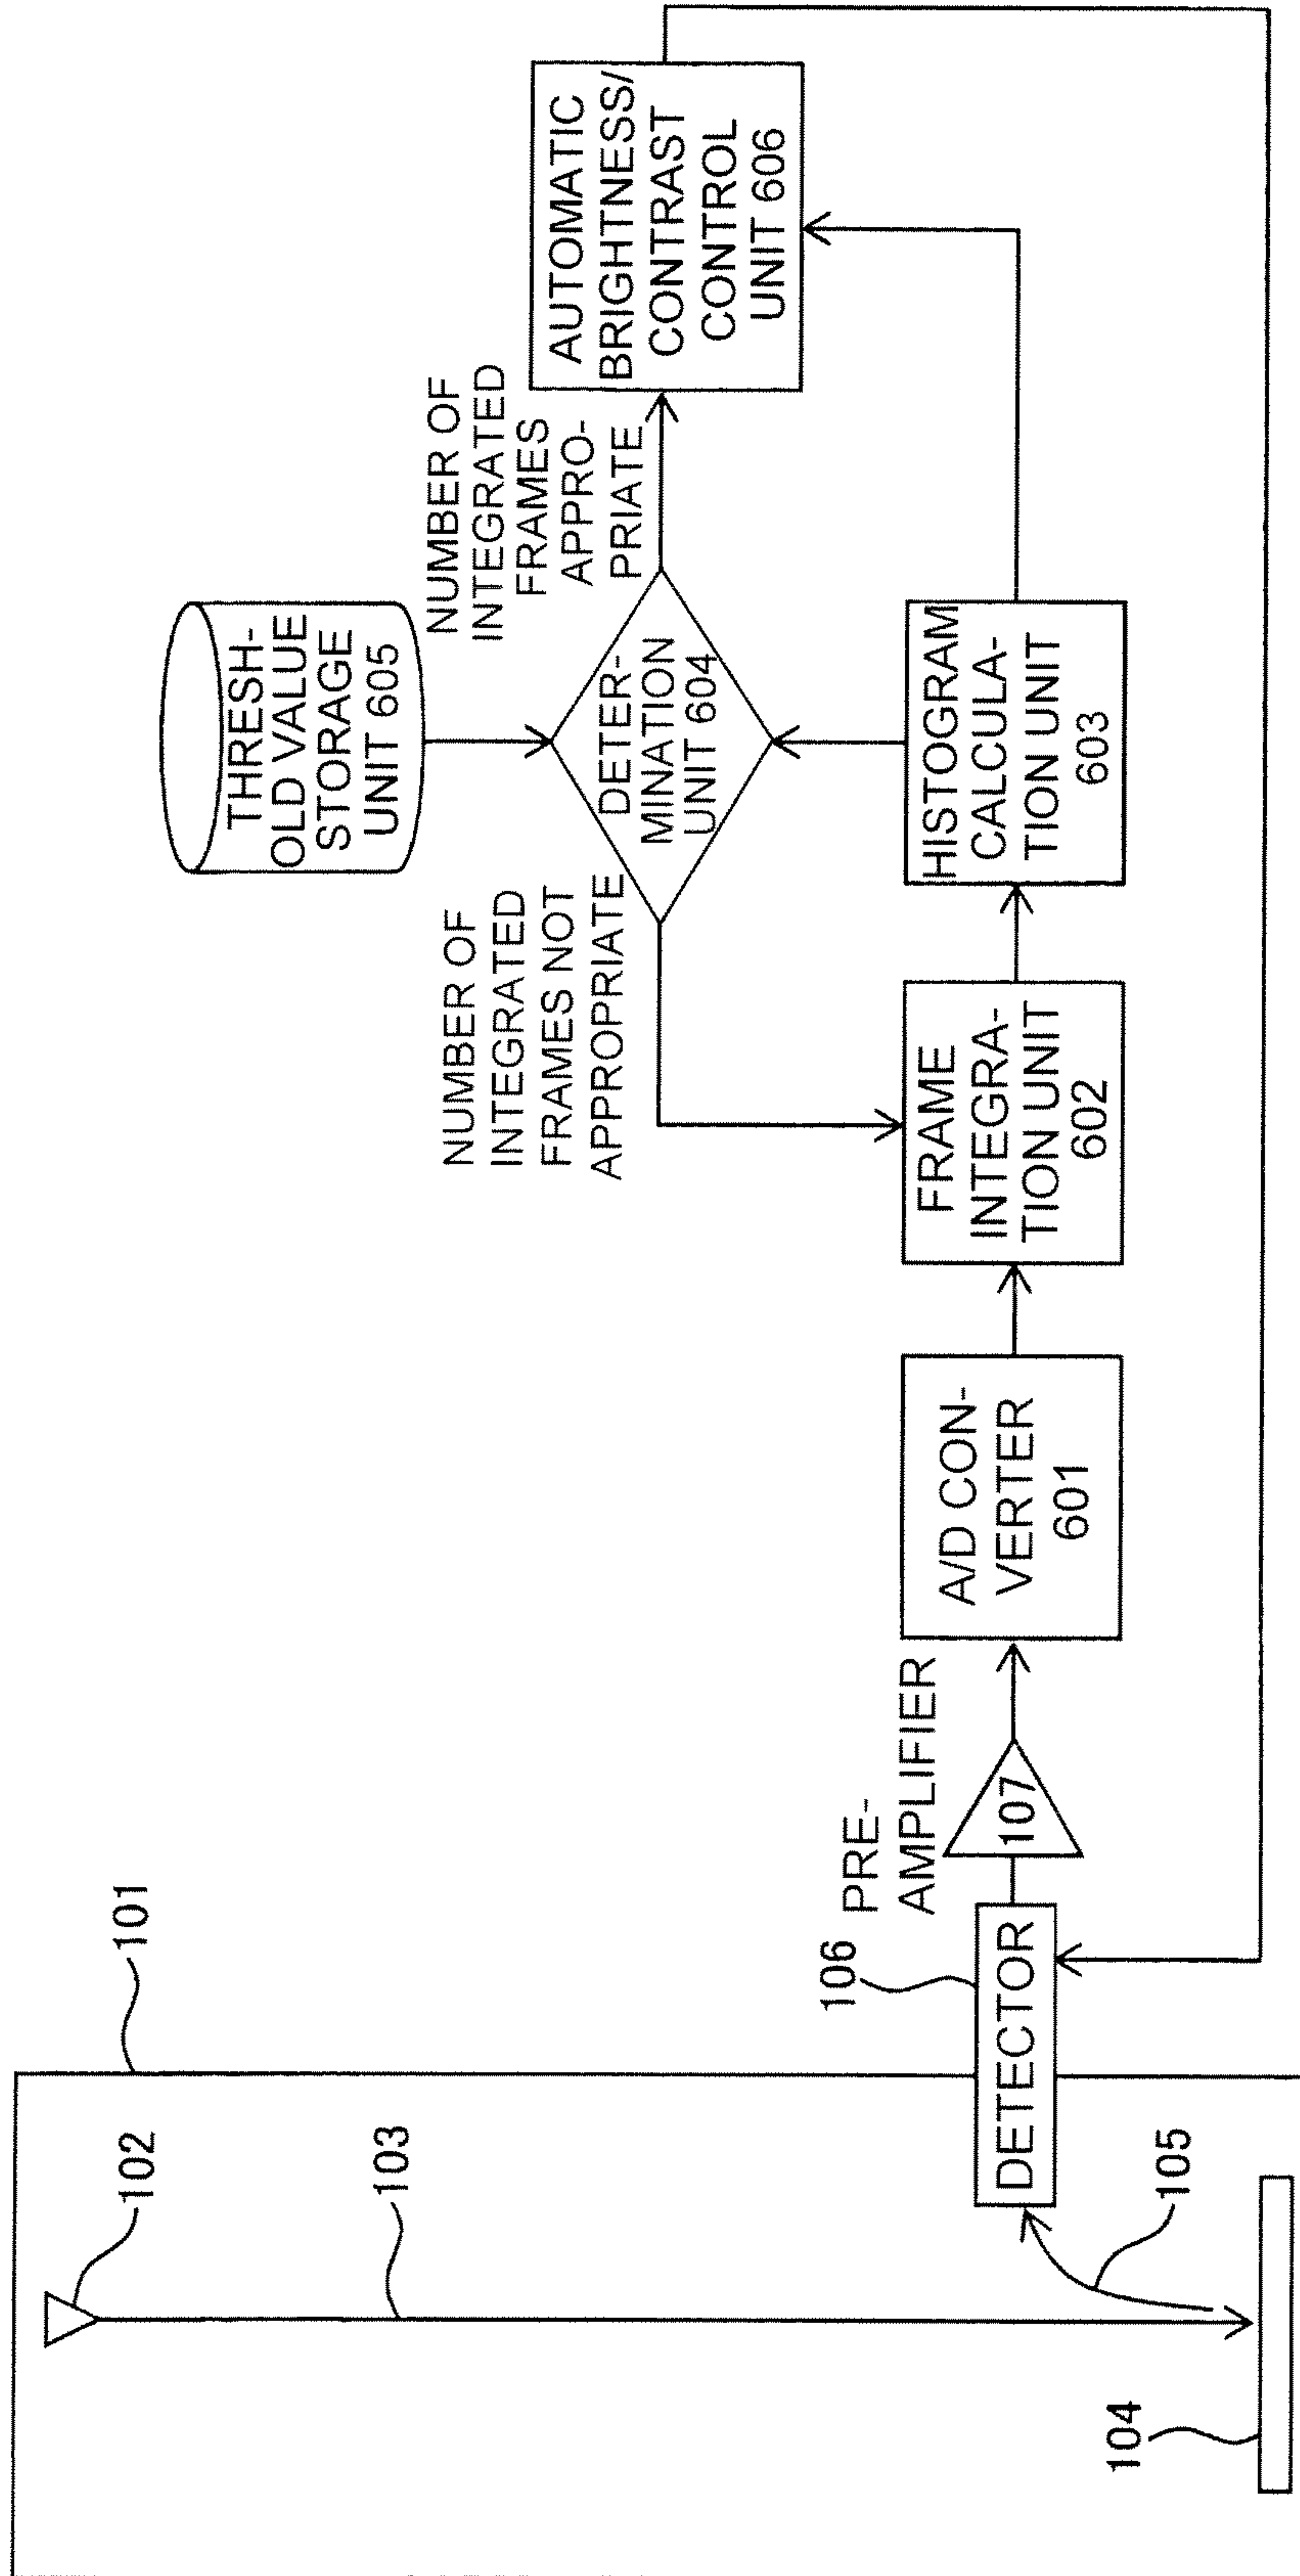 101
102
103
104
105
106
DETECTOR
PRE-
AMPLIFIER
107
A/D CON-
VERTER
601
FRAME
INTEGRA-
TION UNIT
602
HISTOGRAM
CALCULA-
TION UNIT
603
NUMBER OF
INTEGRATED
FRAMES NOT
APPROPRIATE
DETER-
MINATION
UNIT 604
THRESH-
OLD VALUE
STORAGE
UNIT 605
NUMBER OF
INTEGRATED
FRAMES
APPRO-
PRIATE
AUTOMATIC
BRIGHTNESS/
CONTRAST
CONTROL
UNIT 606